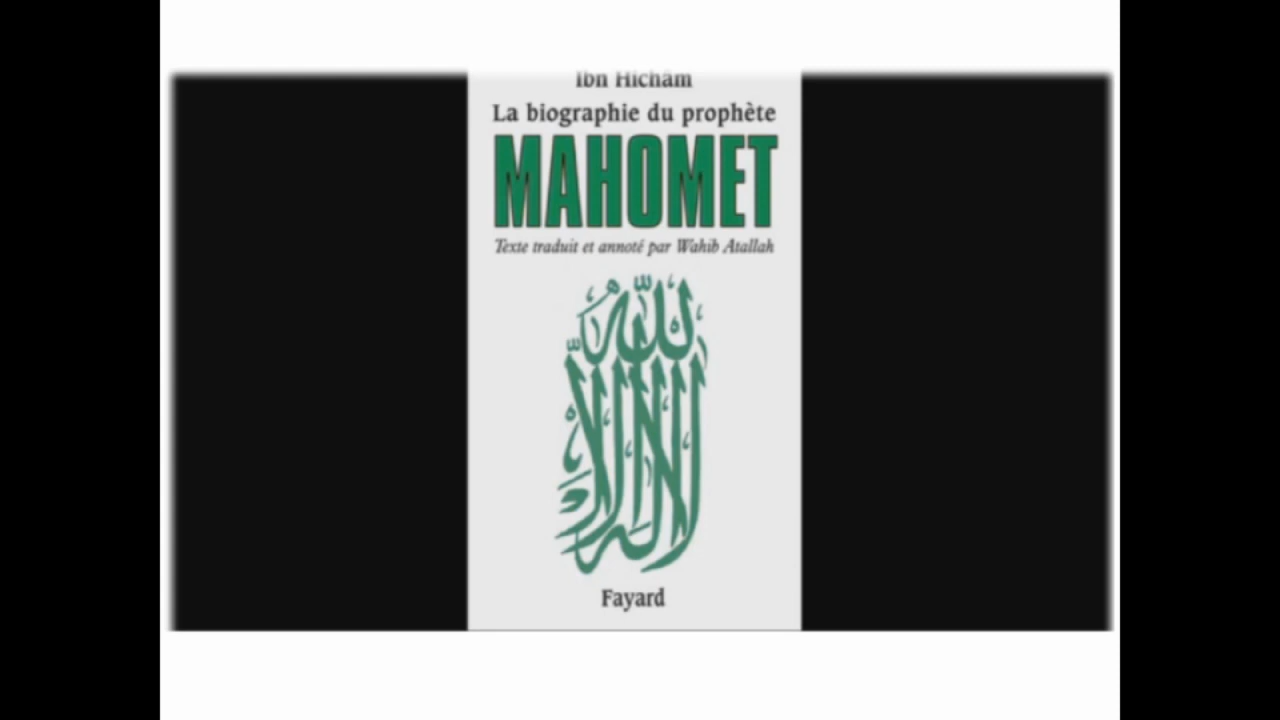 Ibn Hichâm
La biographie du prophète
MAHOMET
Texte traduit et annoté par Wahib Atallah
لا إله إلا الله
Fayard